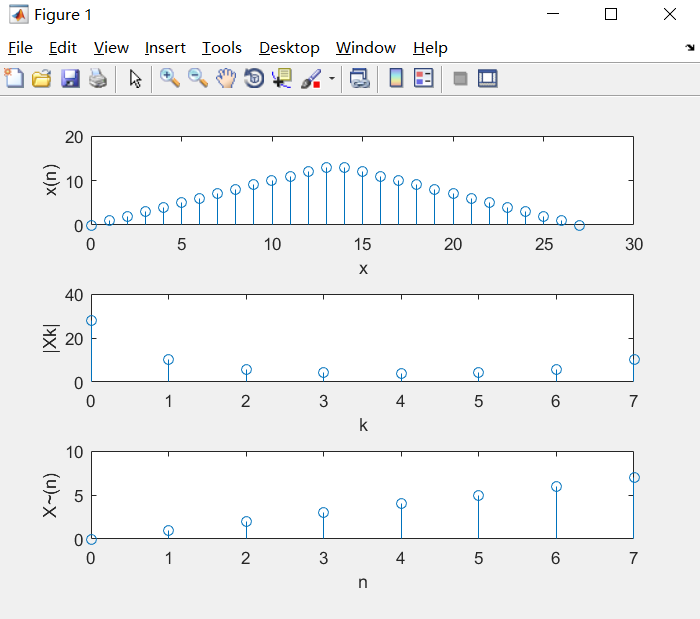 Figure 1
File Edit View Insert Tools Desktop Window Help
20
10
0
x(n)
0 5 10 15 20 25 30
x
40
20
0
|Xk|
0 1 2 3 4 5 6 7
k
10
5
0
X~(n)
0 1 2 3 4 5 6 7
n